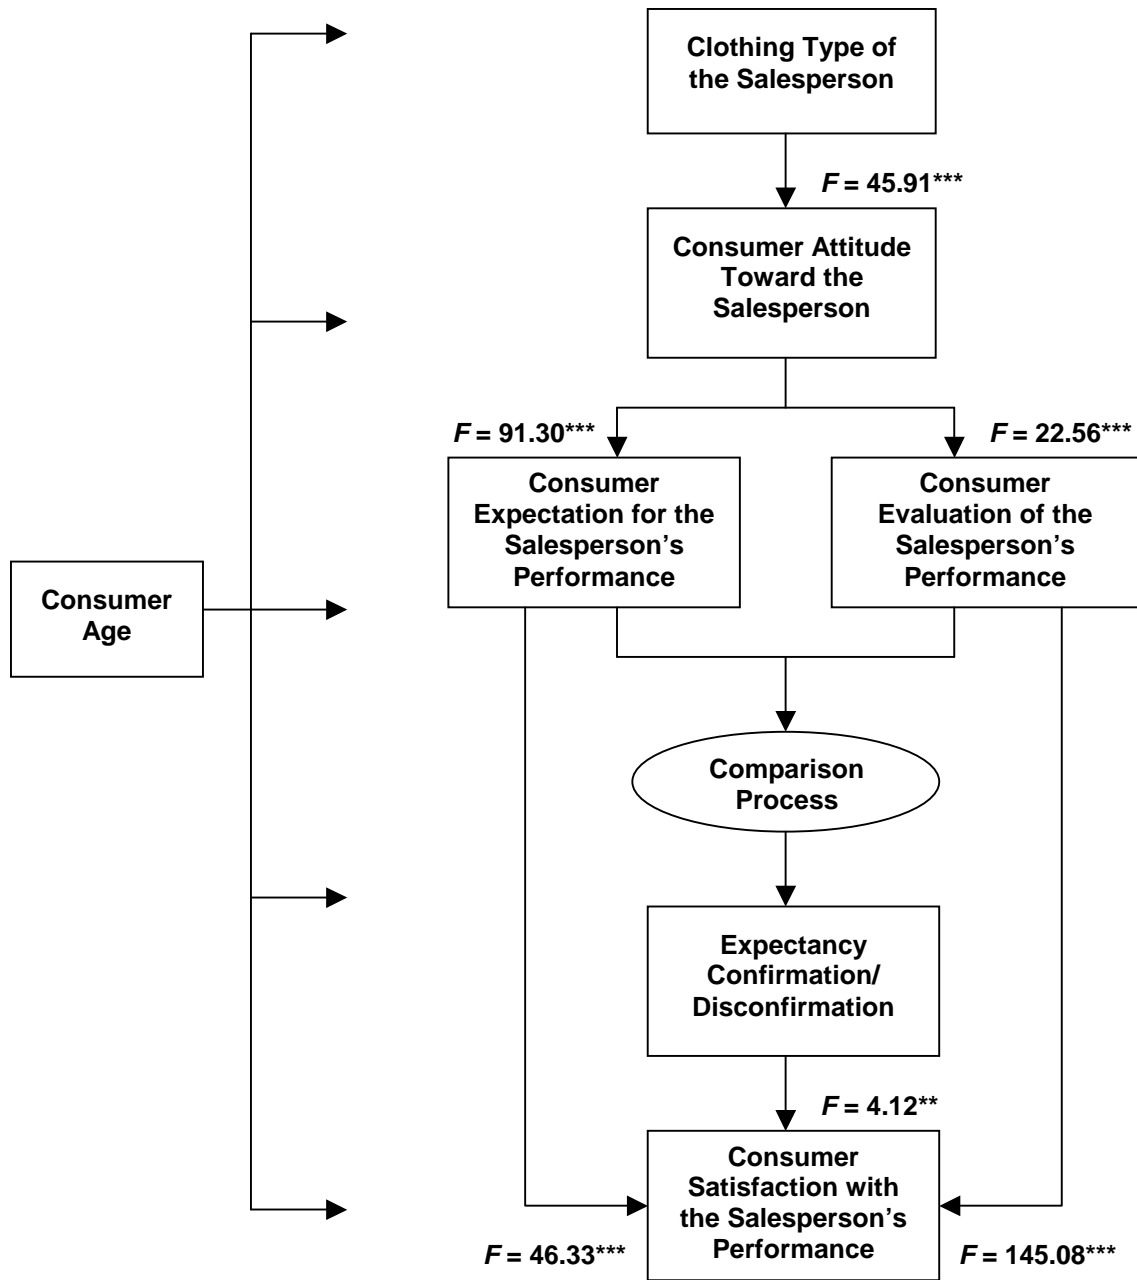 Clothing Type of
the Salesperson
F = 45.91***
Consumer Attitude
Toward the
Salesperson
F = 91.30***
F = 22.56***
Consumer
Expectation for the
Salesperson’s
Performance
Consumer
Evaluation of the
Salesperson’s
Performance
Consumer
Age
Comparison
Process
Expectancy
Confirmation/
Disconfirmation
F = 4.12**
Consumer
Satisfaction with
the Salesperson’s
Performance
F = 46.33***
F = 145.08***